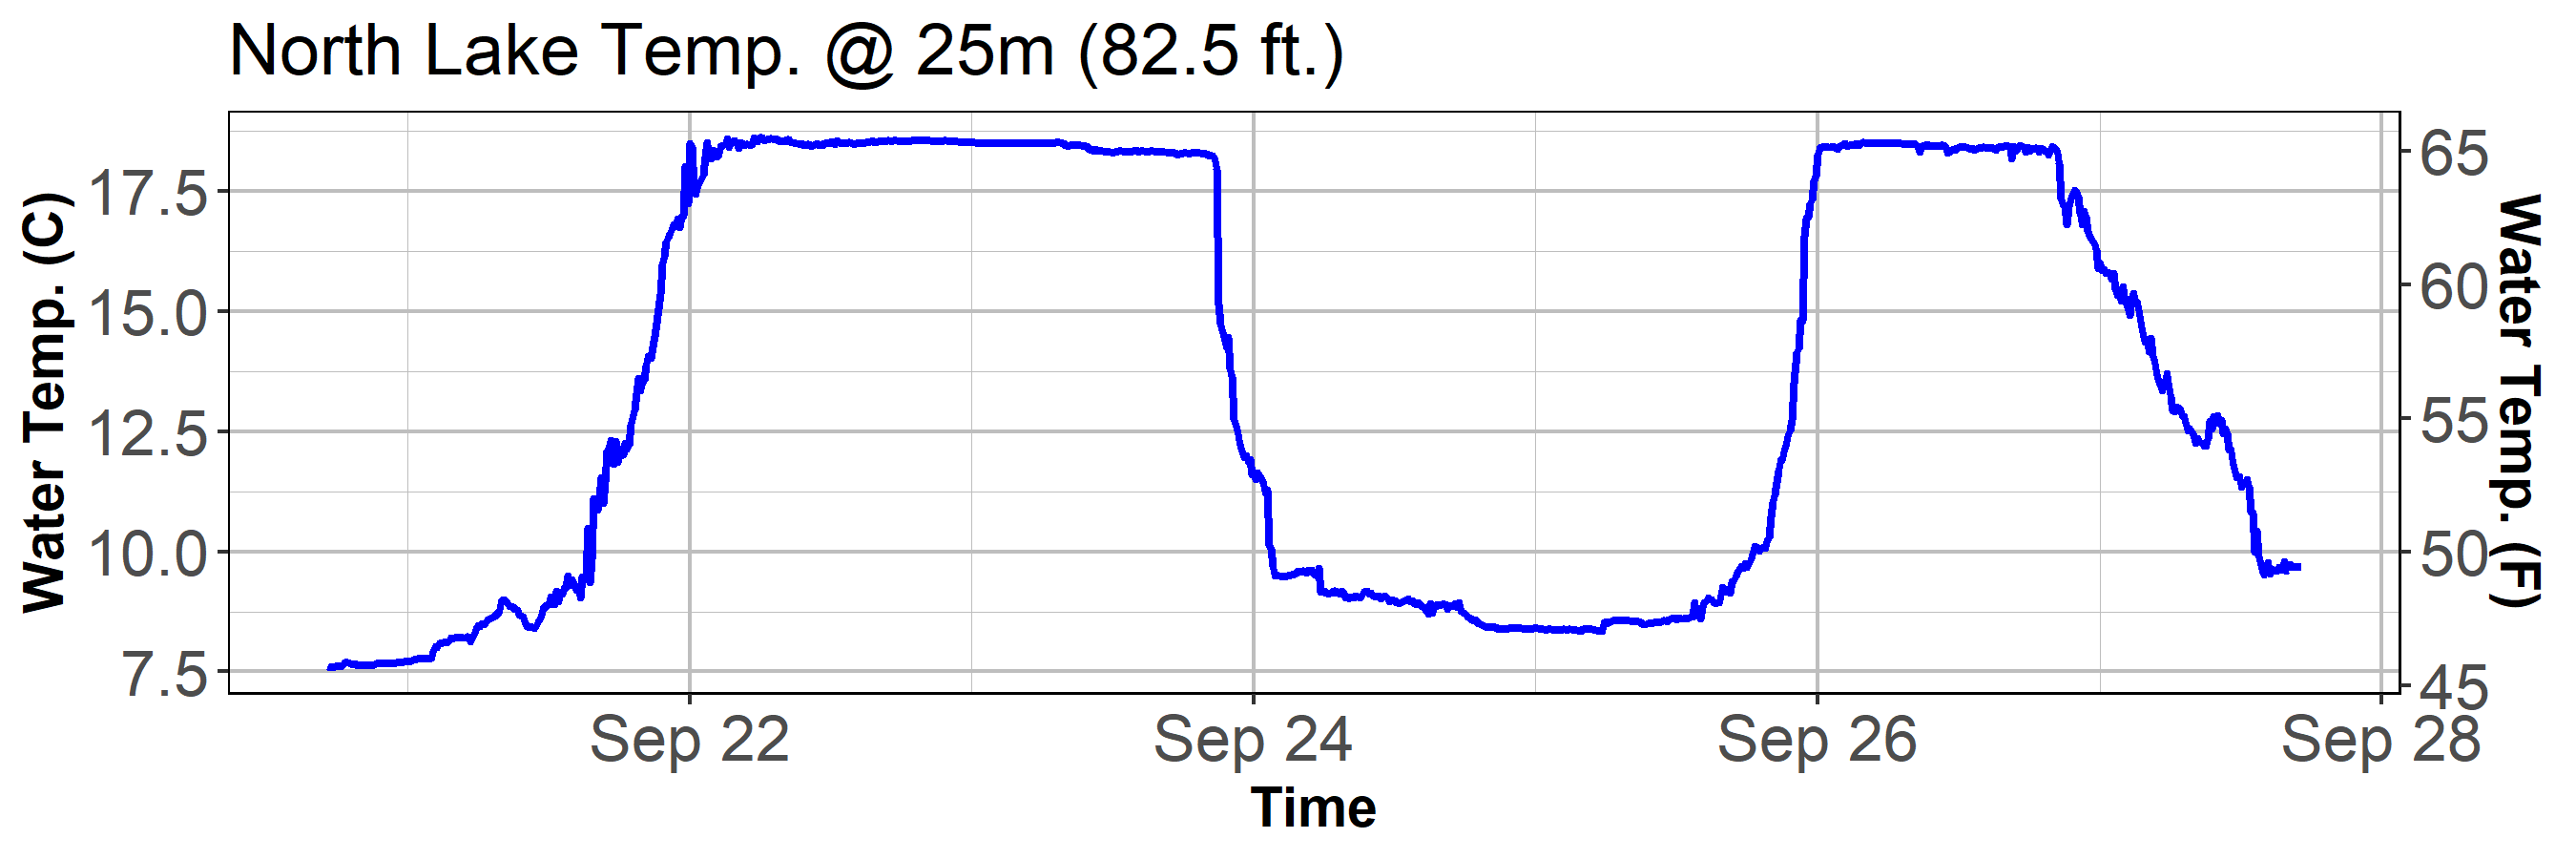 North Lake Temp. @ 25m (82.5 ft.)
Water Temp. (C)
17.5
15.0
12.5
10.0
7.5
65
60
55
50
45
Water Temp. (F)
Sep 22 Sep 24 Sep 26 Sep 28
Time